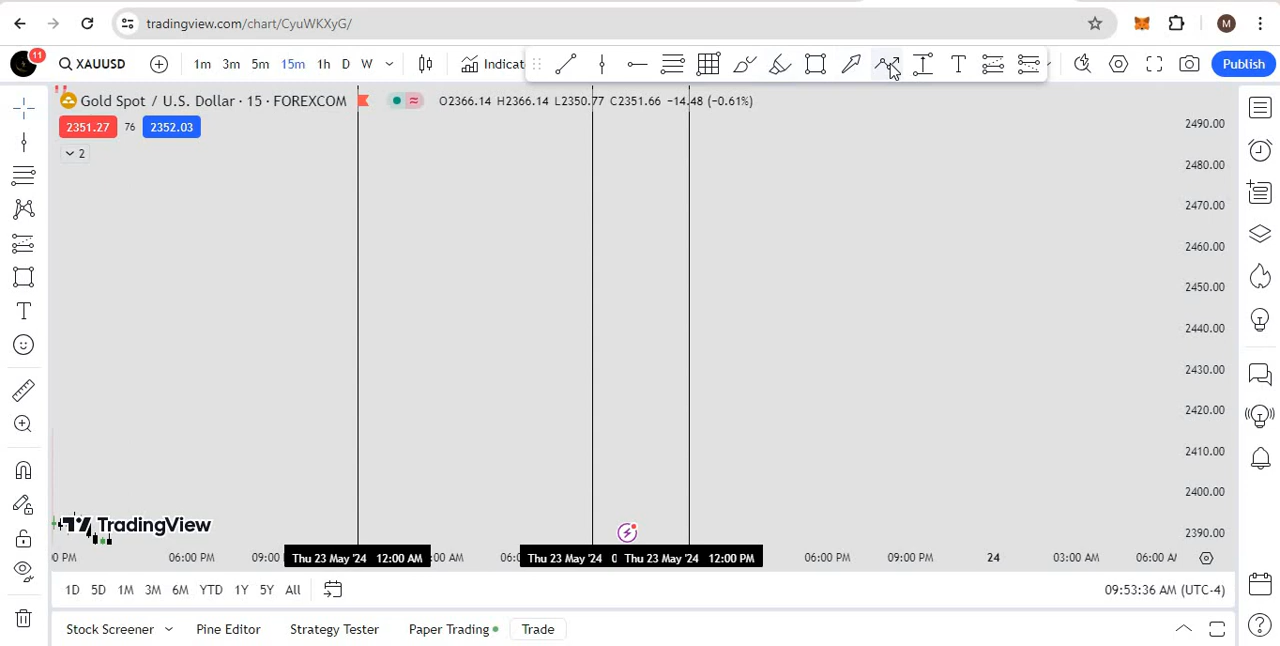 tradingview.com/chart/CyuWKXyG/
M
11
XAUUSD
1m 3m 5m 15m 1h D W
Indicat
Publish
Gold Spot / U.S. Dollar · 15 · FOREXCOM
O2366.14 H2366.14 L2350.77 C2351.66 −14.48 (−0.61%)
2351.27 76 2352.03
2
2490.00
2480.00
2470.00
2460.00
2450.00
2440.00
2430.00
2420.00
2410.00
2400.00
2390.00
TradingView
0 PM 06:00 PM 09:00 Thu 23 May '24 12:00 AM :00 AM 06: Thu 23 May '24 0 Thu 23 May '24 12:00 PM 06:00 PM 09:00 PM 24 03:00 AM 06:00 A
1D 5D 1M 3M 6M YTD 1Y 5Y All
09:53:36 AM (UTC-4)
Stock Screener Pine Editor Strategy Tester Paper Trading Trade